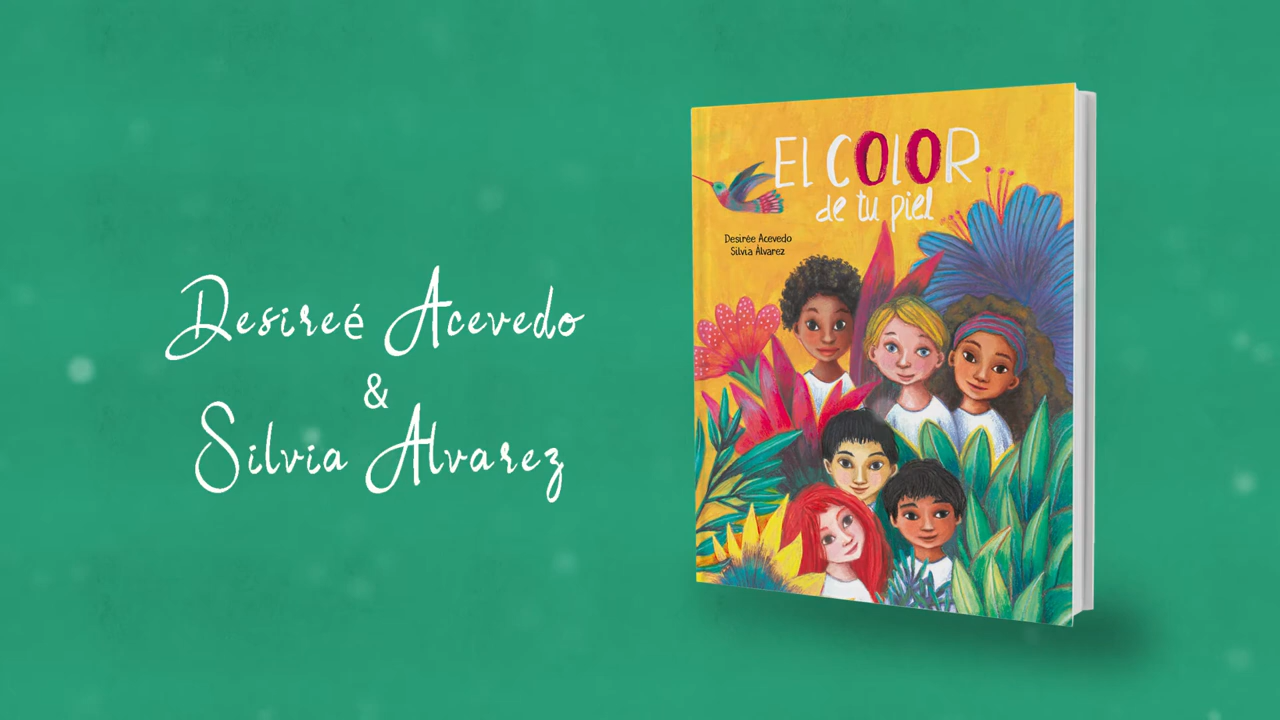 Desireé Acevedo
&
Silvia Alvarez
El COlOR
de tu piel
Desirée Acevedo
Silvia Álvarez